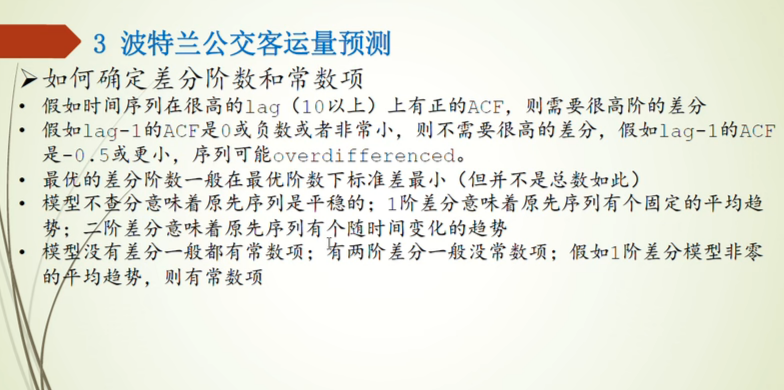 3 波特兰公交客运量预测
➢如何确定差分阶数和常数项
• 假如时间序列在很高的lag（10以上）上有正的ACF，则需要很高阶的差分
• 假如lag-1的ACF是0或负数或者非常小，则不需要很高的差分，假如lag-1的ACF
是-0.5或更小，序列可能overdifferenced。
• 最优的差分阶数一般在最优阶数下标准差最小（但并不是总数如此）
• 模型不查分意味着原先序列是平稳的；1阶差分意味着原先序列有个固定的平均趋
势；二阶差分意味着原先序列有个随时间变化的趋势
• 模型没有差分一般都有常数项；有两阶差分一般没常数项；假如1阶差分模型非零
的平均趋势，则有常数项